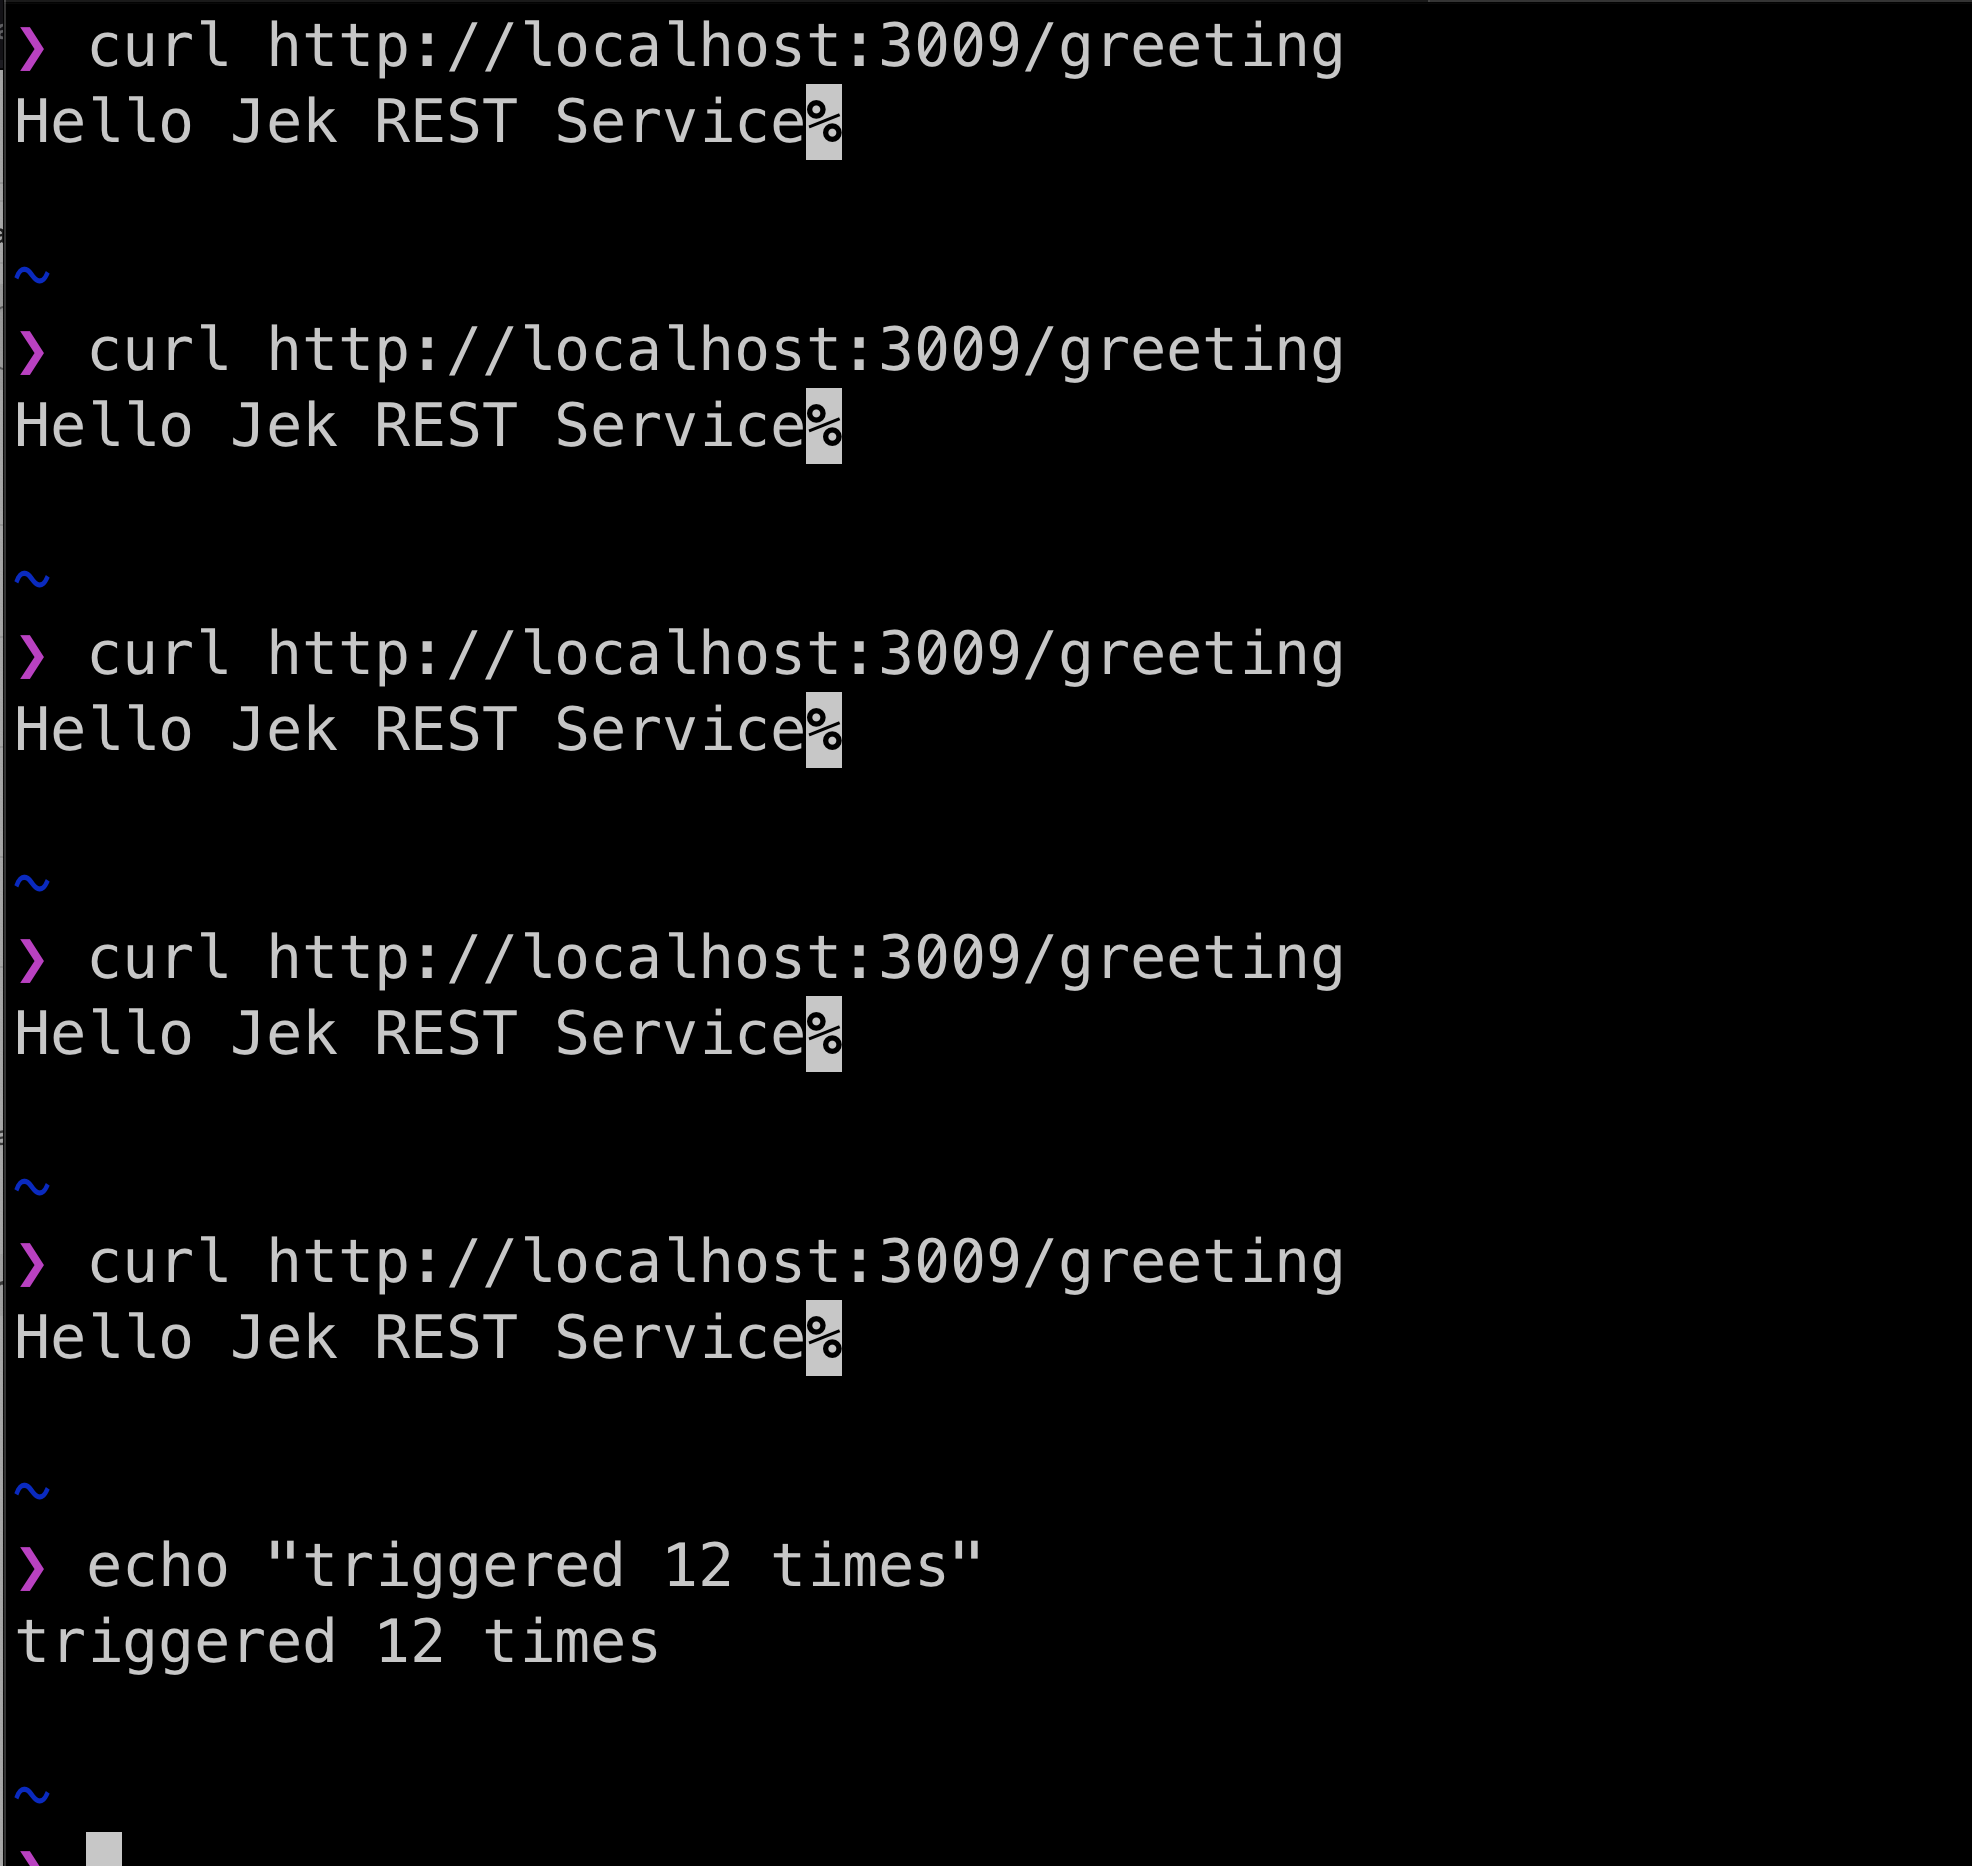 ❯ curl http://localhost:3009/greeting
Hello Jek REST Service%
~
❯ curl http://localhost:3009/greeting
Hello Jek REST Service%
~
❯ curl http://localhost:3009/greeting
Hello Jek REST Service%
~
❯ curl http://localhost:3009/greeting
Hello Jek REST Service%
~
❯ curl http://localhost:3009/greeting
Hello Jek REST Service%
~
❯ echo "triggered 12 times"
triggered 12 times
~
❯